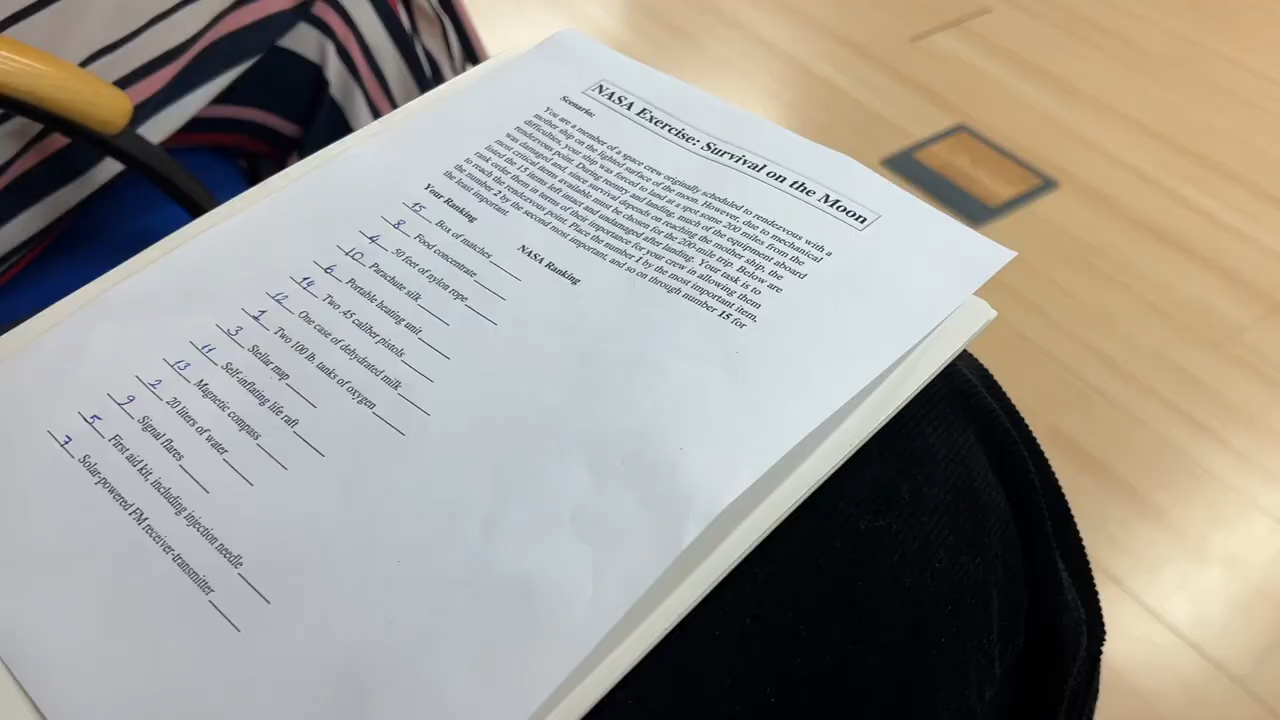 NASA Exercise: Survival on the Moon
Scenario:
You are a member of a space crew originally scheduled to rendezvous with a
mother ship on the lighted surface of the moon. However, due to mechanical
difficulties, your ship was forced to land at a spot some 200 miles from the
rendezvous point. During reentry and landing, much of the equipment aboard
was damaged and, since survival depends on reaching the mother ship, the
most critical items available must be chosen for the 200-mile trip. Below are
listed the 15 items left intact and undamaged after landing. Your task is to
rank order them in terms of their importance for your crew in allowing them
to reach the rendezvous point. Place the number 1 by the most important item,
the number 2 by the second most important, and so on through number 15 for
the least important.
Your Ranking NASA Ranking
15 Box of matches
8 Food concentrate
4 50 feet of nylon rope
10 Parachute silk
6 Portable heating unit
14 Two .45 caliber pistols
12 One case of dehydrated milk
1 Two 100 lb. tanks of oxygen
3 Stellar map
11 Self-inflating life raft
13 Magnetic compass
2 20 liters of water
9 Signal flares
5 First aid kit, including injection needle
7 Solar-powered FM receiver-transmitter